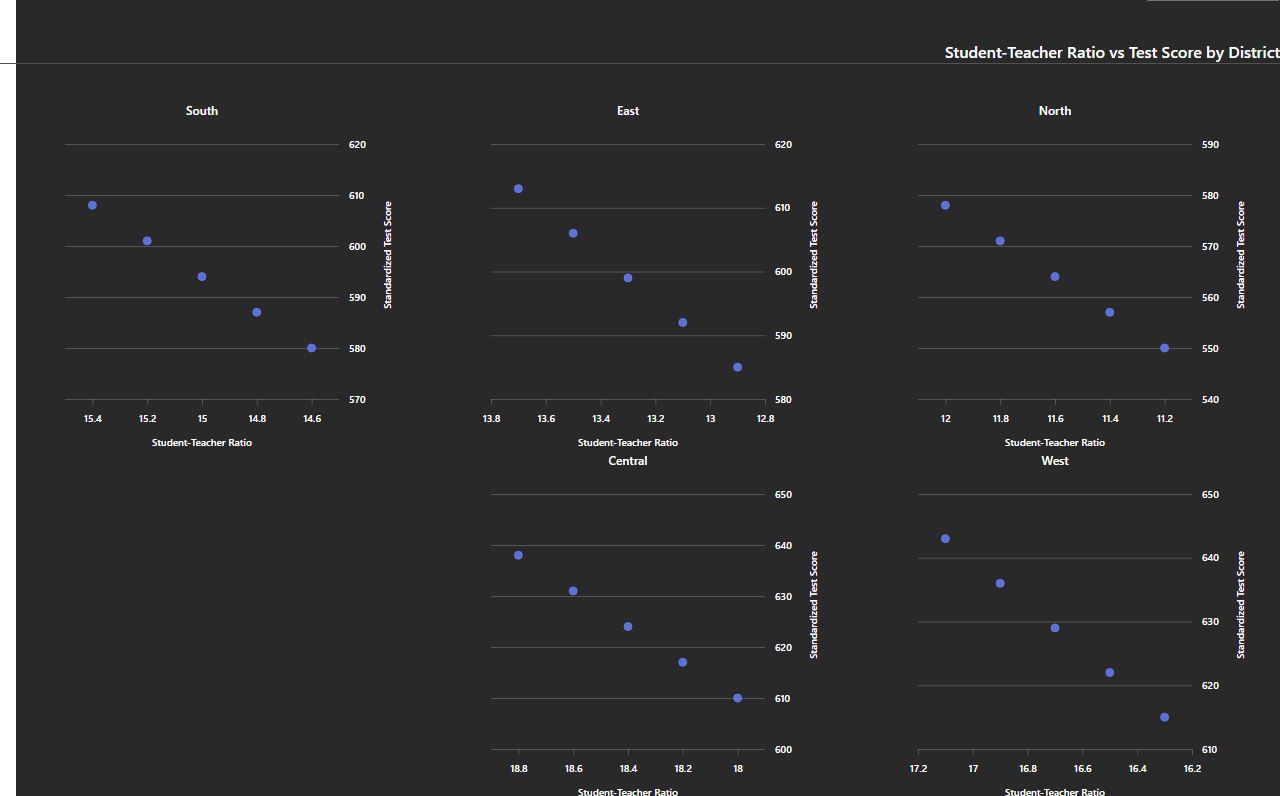 Student-Teacher Ratio vs Test Score by District
South
620
610
600
590
580
570
Standardized Test Score
15.4 15.2 15 14.8 14.6
Student-Teacher Ratio
East
620
610
600
590
580
Standardized Test Score
13.8 13.6 13.4 13.2 13 12.8
Student-Teacher Ratio
North
590
580
570
560
550
540
Standardized Test Score
12 11.8 11.6 11.4 11.2
Student-Teacher Ratio
Central
650
640
630
620
610
600
Standardized Test Score
18.8 18.6 18.4 18.2 18
Student-Teacher Ratio
West
650
640
630
620
610
Standardized Test Score
17.2 17 16.8 16.6 16.4 16.2
Student-Teacher Ratio